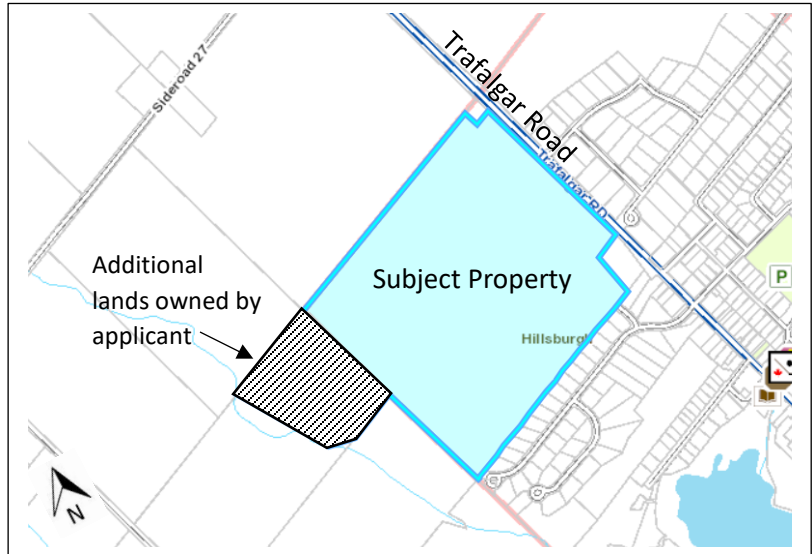 Sideroad 27
Trafalgar Road
Trafalgar RD
Additional
lands owned by
applicant
Subject Property
P
Hillsburgh
N